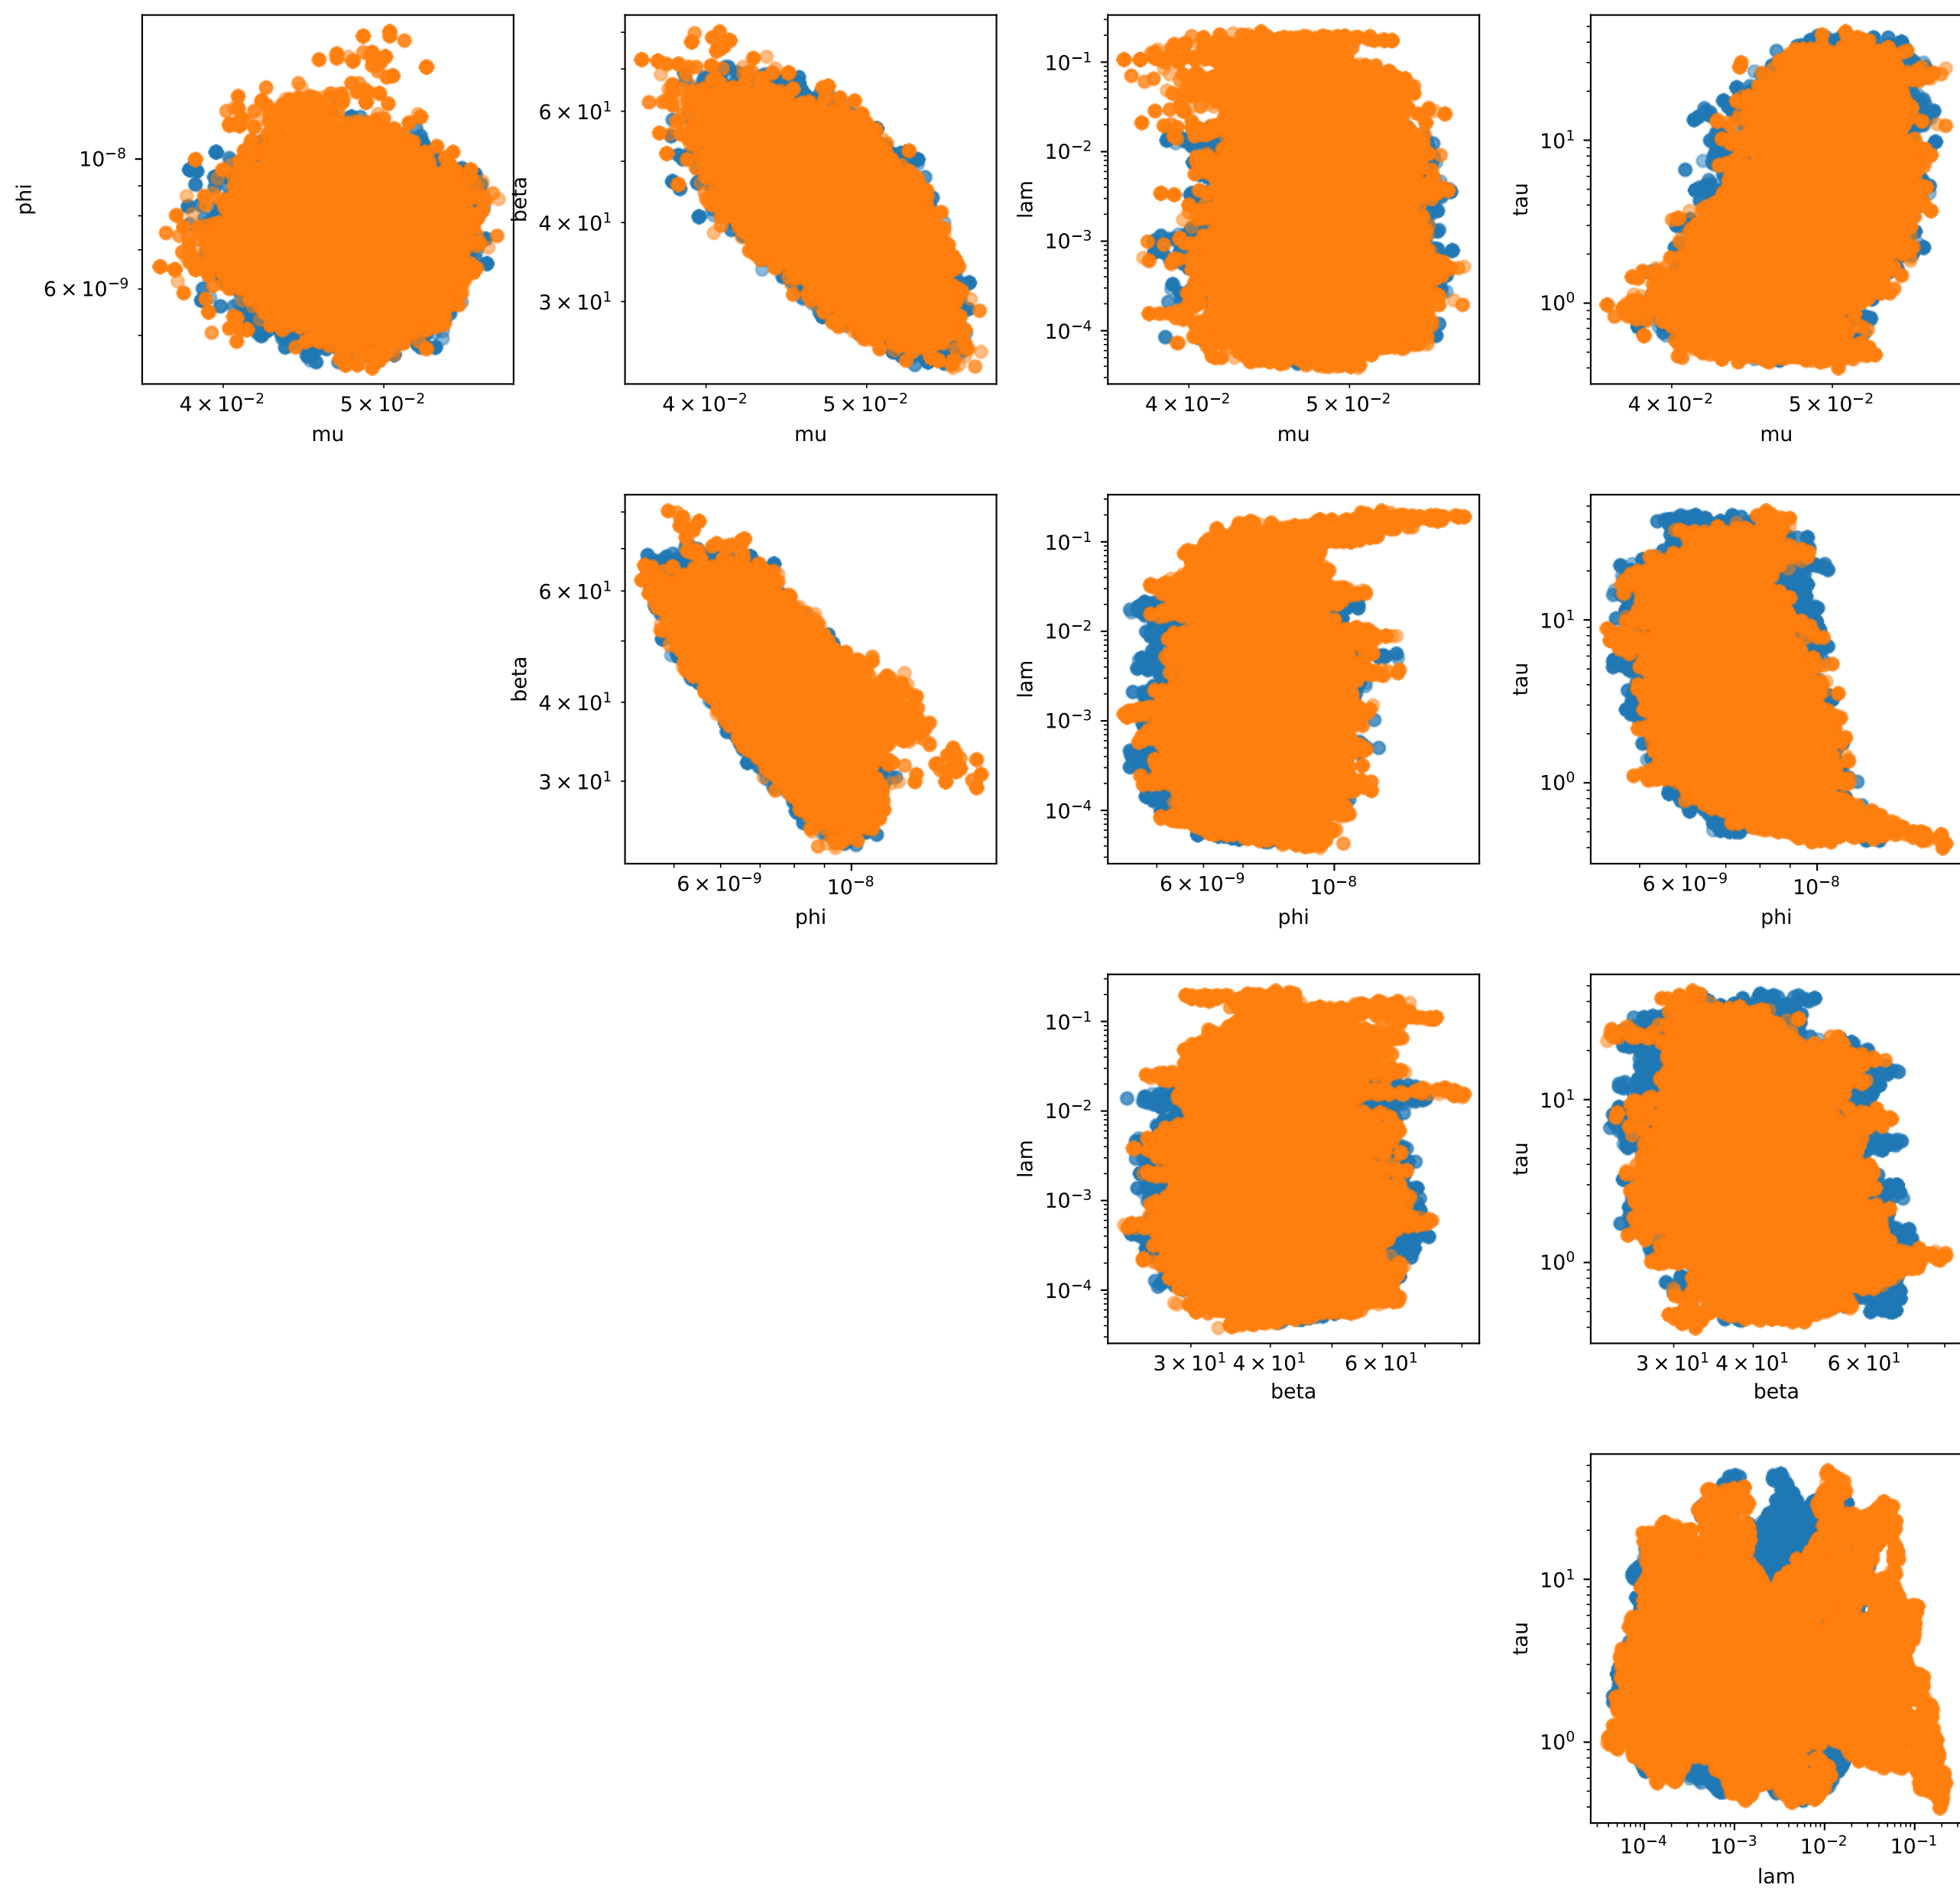 phi
10⁻⁸
6 × 10⁻⁹
4 × 10⁻²
5 × 10⁻²
mu
beta
6 × 10¹
4 × 10¹
3 × 10¹
4 × 10⁻²
5 × 10⁻²
mu
lam
10⁻¹
10⁻²
10⁻³
10⁻⁴
4 × 10⁻²
5 × 10⁻²
mu
tau
10¹
10⁰
4 × 10⁻²
5 × 10⁻²
mu
beta
6 × 10¹
4 × 10¹
3 × 10¹
6 × 10⁻⁹
10⁻⁸
phi
lam
10⁻¹
10⁻²
10⁻³
10⁻⁴
6 × 10⁻⁹
10⁻⁸
phi
tau
10¹
10⁰
6 × 10⁻⁹
10⁻⁸
phi
lam
10⁻¹
10⁻²
10⁻³
10⁻⁴
3 × 10¹
4 × 10¹
6 × 10¹
beta
tau
10¹
10⁰
3 × 10¹
4 × 10¹
6 × 10¹
beta
tau
10¹
10⁰
10⁻⁴
10⁻³
10⁻²
10⁻¹
lam